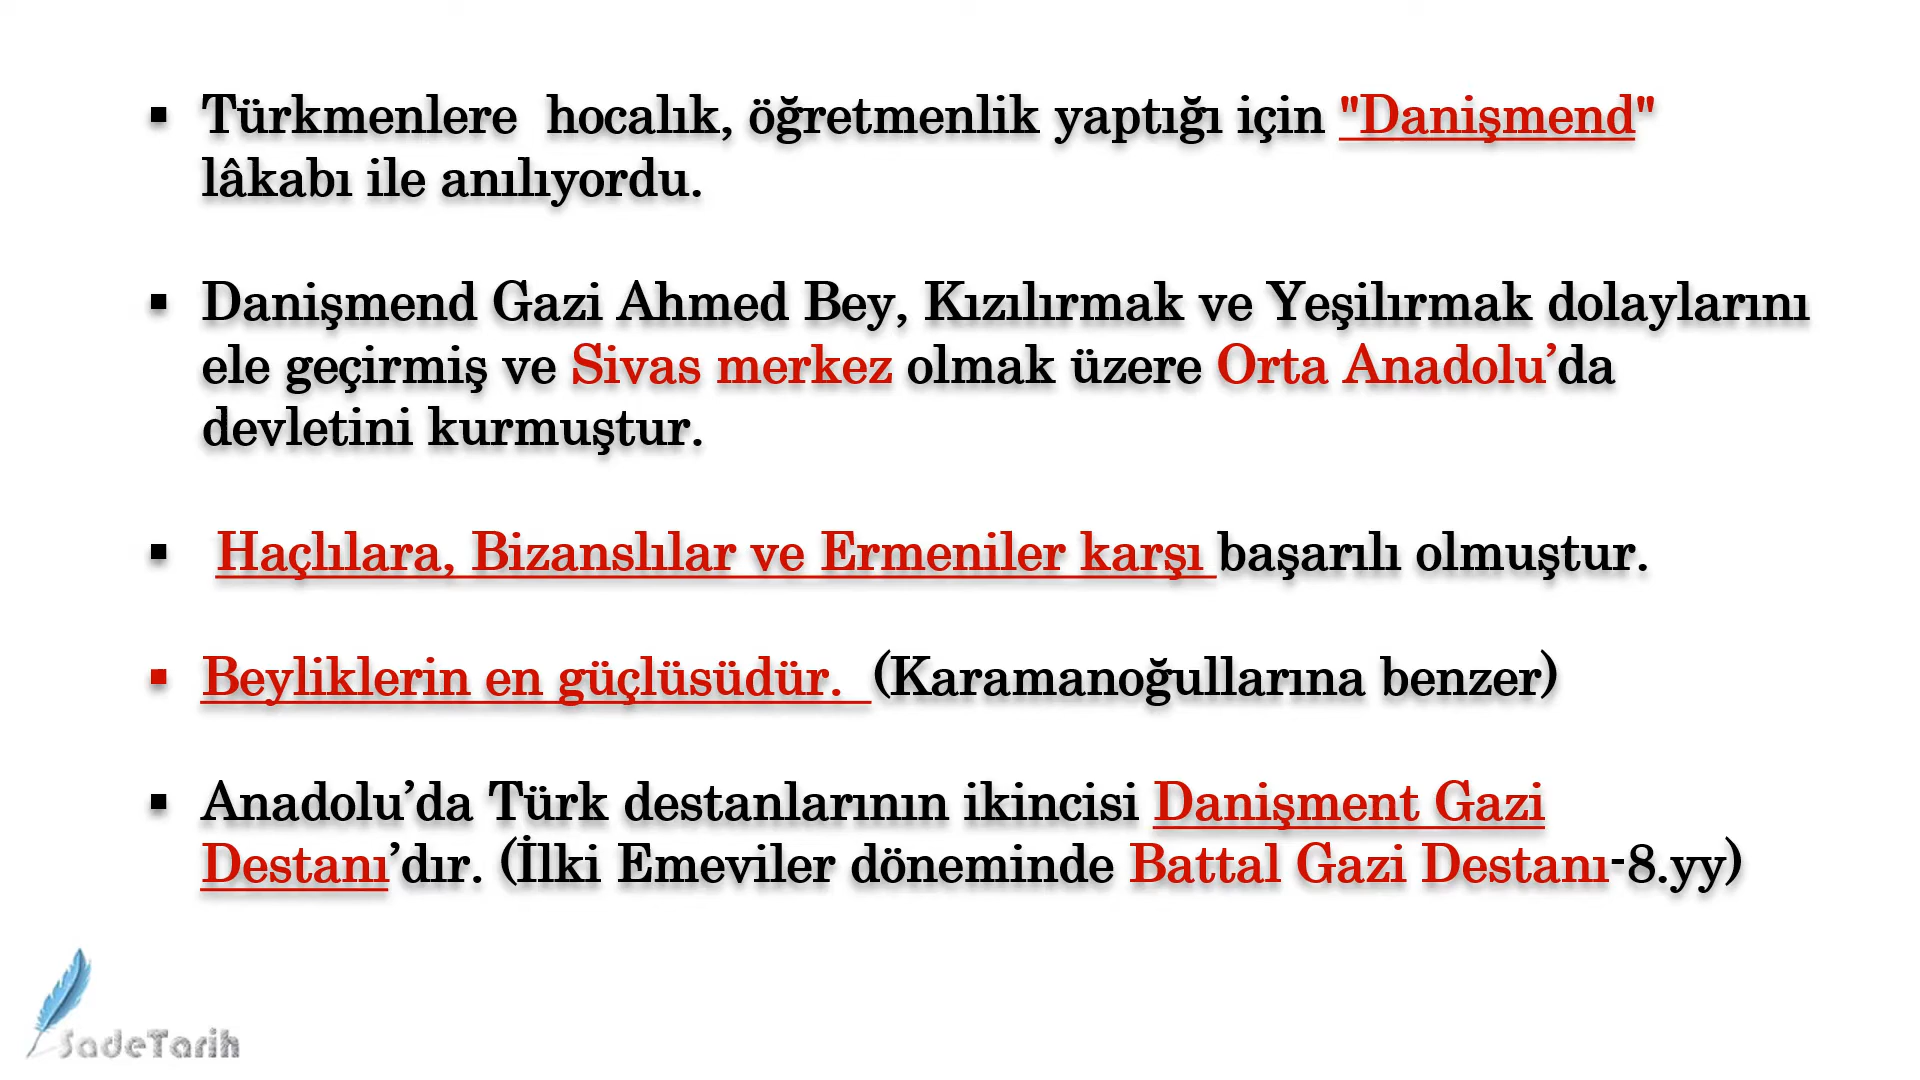 ▪ Türkmenlere hocalık, öğretmenlik yaptığı için "Danişmend"
lâkabı ile anılıyordu.
▪ Danişmend Gazi Ahmed Bey, Kızılırmak ve Yeşilırmak dolaylarını
ele geçirmiş ve Sivas merkez olmak üzere Orta Anadolu’da
devletini kurmuştur.
▪ Haçlılara, Bizanslılar ve Ermeniler karşı başarılı olmuştur.
▪ Beyliklerin en güçlüsüdür. (Karamanoğullarına benzer)
▪ Anadolu’da Türk destanlarının ikincisi Danişment Gazi
Destanı’dır. (İlki Emeviler döneminde Battal Gazi Destanı-8.yy)
SadeTarih